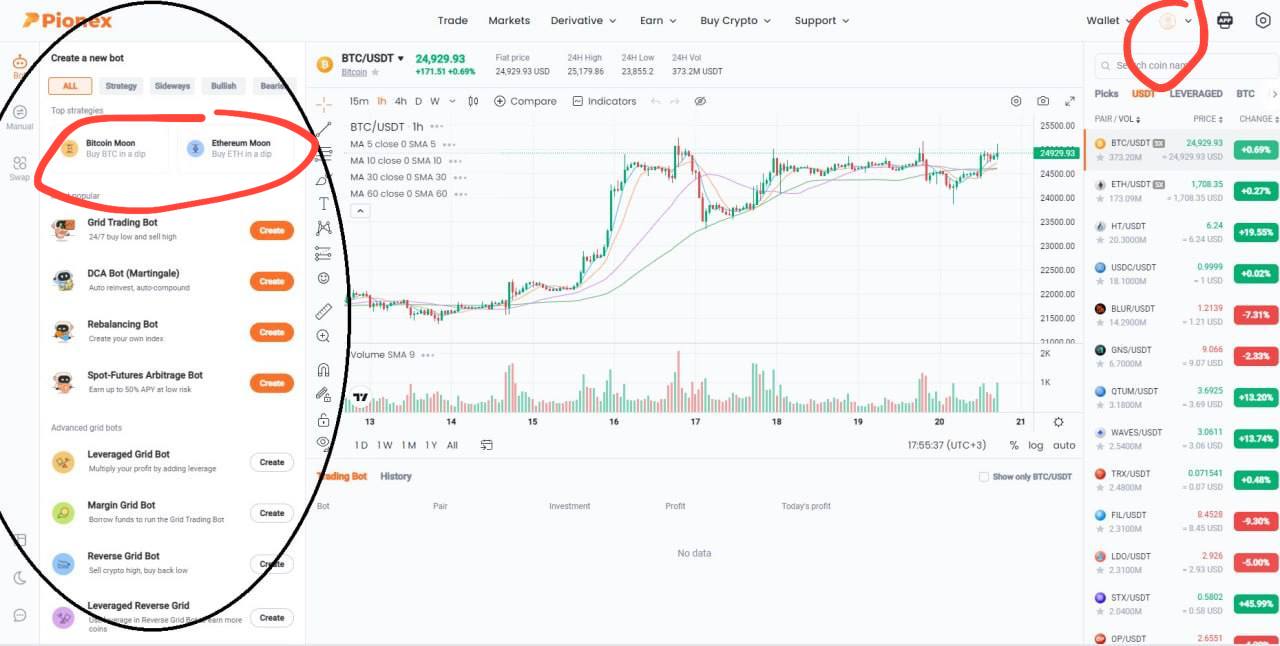 Pionex
Trade Markets Derivative Earn Buy Crypto Support
Wallet APP
Create a new bot
ALL Strategy Sideways Bullish
Top strategies
Bitcoin Moon
Buy BTC in a dip
Ethereum Moon
Buy ETH in a dip
popular
Grid Trading Bot
24/7 buy low and sell high
Create
DCA Bot (Martingale)
Auto reinvest, auto-compound
Create
Rebalancing Bot
Create your own index
Create
Spot-Futures Arbitrage Bot
Earn up to 50% APY at low risk
Create
Advanced grid bots
Leveraged Grid Bot
Multiply your profit by adding leverage
Create
Margin Grid Bot
Borrow funds to run the Grid Trading Bot
Create
Reverse Grid Bot
Sell crypto high, buy back low
Create
Leveraged Reverse Grid
Use leverage in Reverse Grid Bot to earn more
coins
Create
Manual
Swap
BTC/USDT
Bitcoin
24,929.93
+171.51 +0.69%
Fiat price
24,929.93 USD
24H High
25,179.86
24H Low
23,855.2
24H Vol
373.2M USDT
15m 1h 4h D W Compare Indicators
BTC/USDT · 1h
MA 5 close 0 SMA 5
MA 10 close 0 SMA 10
MA 30 close 0 SMA 30
MA 60 close 0 SMA 60
25500.00
24929.93
24500.00
24000.00
23500.00
23000.00
22500.00
22000.00
21500.00
21000.00
Volume SMA 9
2K
1K
13 14 15 16 17 18 19 20 21
1D 1W 1M 1Y All
17:55:37 (UTC+3) % log auto
Trading Bot History
Show only BTC/USDT
Bot Pair Investment Profit Today's profit
No data
Search coin name
Picks USDT LEVERAGED BTC
PAIR / VOL PRICE CHANGE
BTC/USDT 5X 24,929.93 +0.69%
373.20M = 24,929.93 USD
ETH/USDT 5X 1,708.35 +0.27%
173.09M = 1,708.35 USD
HT/USDT 6.24 +19.55%
20.3000M = 6.24 USD
USDC/USDT 0.9999 +0.02%
18.1000M = 1 USD
BLUR/USDT 1.2139 -7.31%
14.2900M = 1.21 USD
GNS/USDT 9.066 -2.33%
6.7000M = 9.07 USD
QTUM/USDT 3.6925 +13.20%
3.1800M = 3.69 USD
WAVES/USDT 3.0611 +13.74%
2.5400M = 3.06 USD
TRX/USDT 0.071541 +0.48%
2.4800M = 0.07 USD
FIL/USDT 8.4528 -9.30%
2.3100M = 8.45 USD
LDO/USDT 2.926 -5.00%
2.3100M = 2.93 USD
STX/USDT 0.5802 +45.99%
2.0400M = 0.58 USD
OP/USDT 2.6551